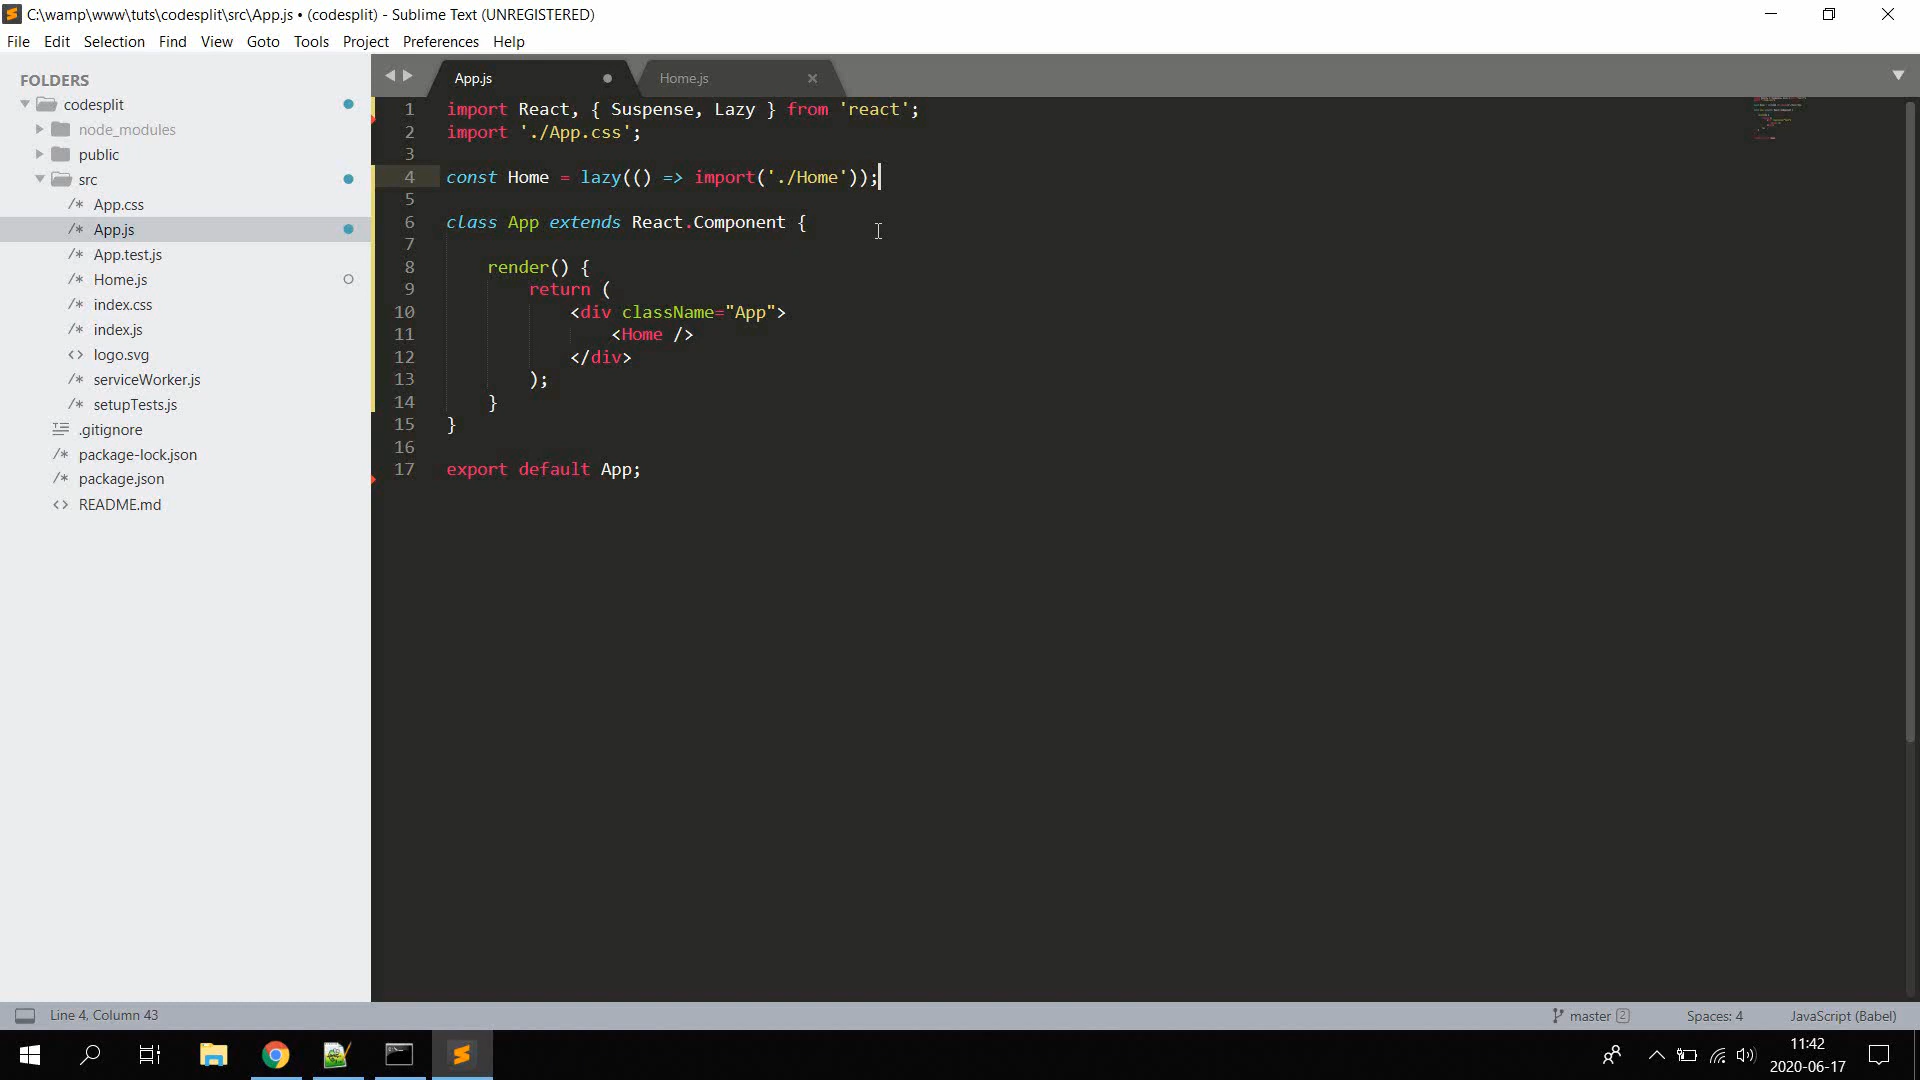 C:\wamp\www\tuts\codesplit\src\App.js • (codesplit) - Sublime Text (UNREGISTERED)
File Edit Selection Find View Goto Tools Project Preferences Help
FOLDERS
codesplit
node_modules
public
src
/* App.css
/* App.js
/* App.test.js
/* Home.js
/* index.css
/* index.js
<> logo.svg
/* serviceWorker.js
/* setupTests.js
.gitignore
/* package-lock.json
/* package.json
<> README.md
App.js Home.js
1 import React, { Suspense, Lazy } from 'react';
2 import './App.css';
3
4 const Home = lazy(() => import('./Home'));
5
6 class App extends React.Component {
7
8 render() {
9 return (
10 <div className="App">
11 <Home />
12 </div>
13 );
14 }
15 }
16
17 export default App;
Line 4, Column 43
master 2
Spaces: 4
JavaScript (Babel)
11:42
2020-06-17